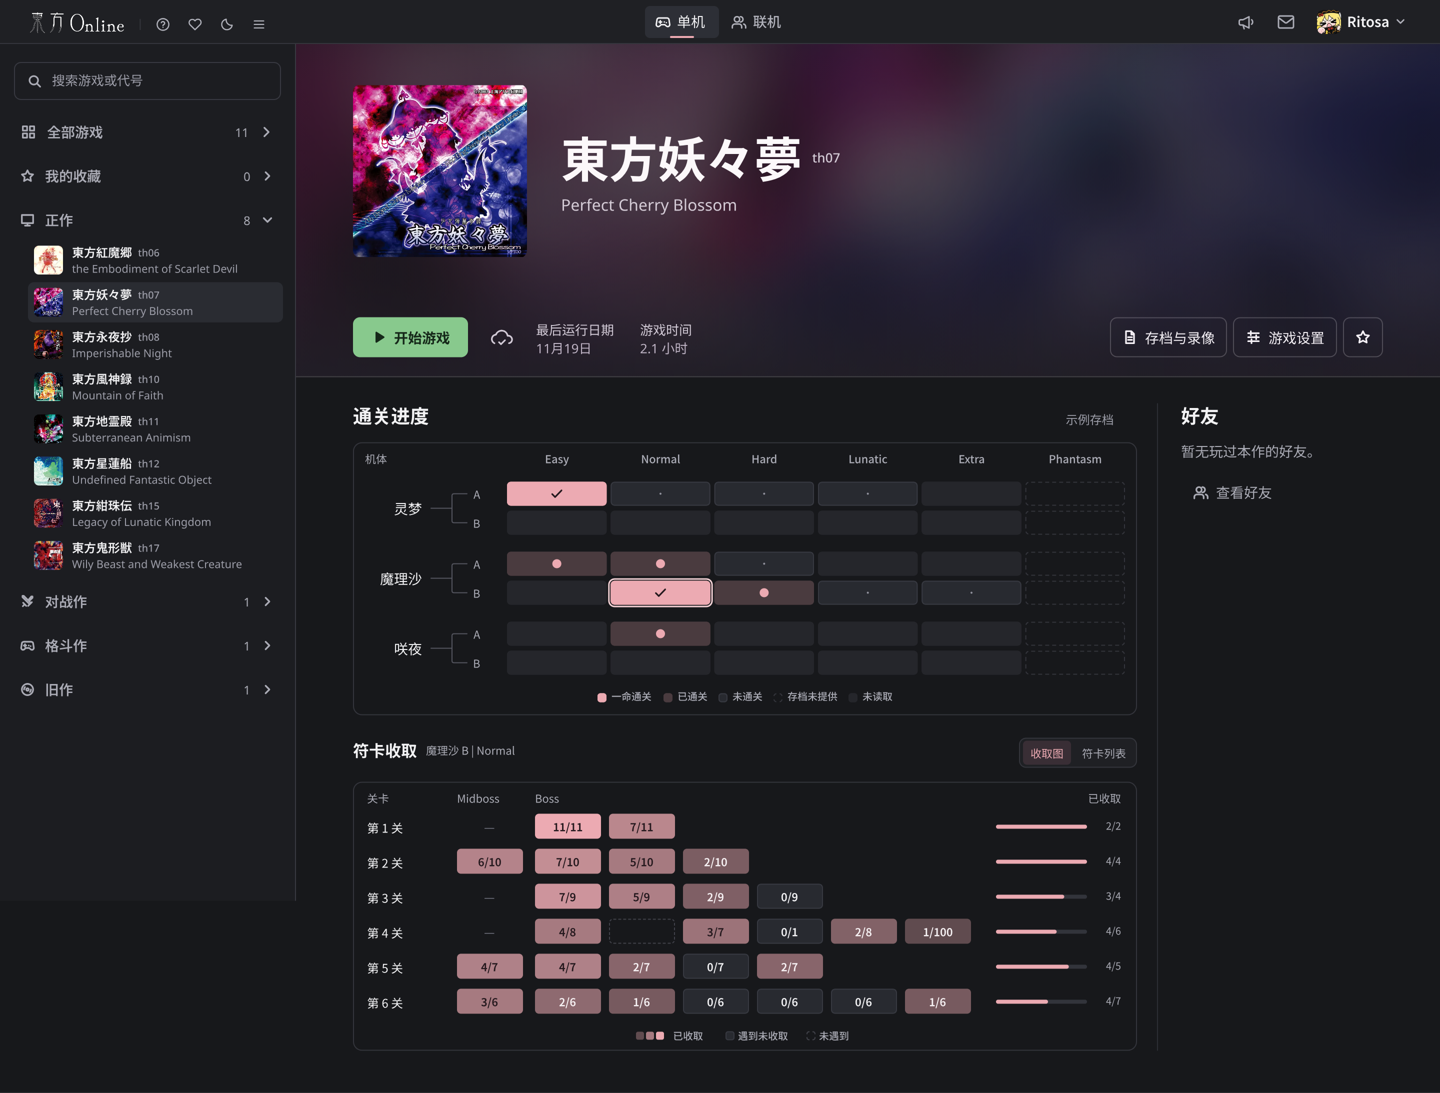 東方Online
单机
联机
Ritosa
搜索游戏或代号
全部游戏 11
我的收藏 0
正作 8
東方紅魔郷 th06
the Embodiment of Scarlet Devil
東方妖々夢 th07
Perfect Cherry Blossom
東方永夜抄 th08
Imperishable Night
東方風神録 th10
Mountain of Faith
東方地霊殿 th11
Subterranean Animism
東方星蓮船 th12
Undefined Fantastic Object
東方紺珠伝 th15
Legacy of Lunatic Kingdom
東方鬼形獣 th17
Wily Beast and Weakest Creature
对战作 1
格斗作 1
旧作 1
東方妖々夢
Perfect Cherry Blossom
東方妖々夢 th07
Perfect Cherry Blossom
开始游戏
最后运行日期
11月19日
游戏时间
2.1 小时
存档与录像
游戏设置
通关进度
示例存档
机体 Easy Normal Hard Lunatic Extra Phantasm
灵梦
A
B
魔理沙
A
B
咲夜
A
B
一命通关 已通关 未通关 存档未提供 未读取
符卡收取 魔理沙 B | Normal
收取图 符卡列表
关卡 Midboss Boss 已收取
第 1 关 — 11/11 7/11 2/2
第 2 关 6/10 7/10 5/10 2/10 4/4
第 3 关 — 7/9 5/9 2/9 0/9 3/4
第 4 关 — 4/8 3/7 0/1 2/8 1/100 4/6
第 5 关 4/7 4/7 2/7 0/7 2/7 4/5
第 6 关 3/6 2/6 1/6 0/6 0/6 0/6 1/6 4/7
已收取 遇到未收取 未遇到
好友
暂无玩过本作的好友。
查看好友